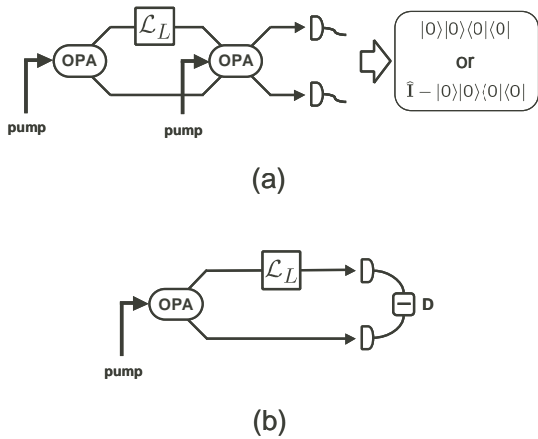 ℒ_L
OPA
OPA
pump
pump
|0⟩|0⟩⟨0|⟨0|
or
Î − |0⟩|0⟩⟨0|⟨0|
(a)
ℒ_L
OPA
pump
− D
(b)